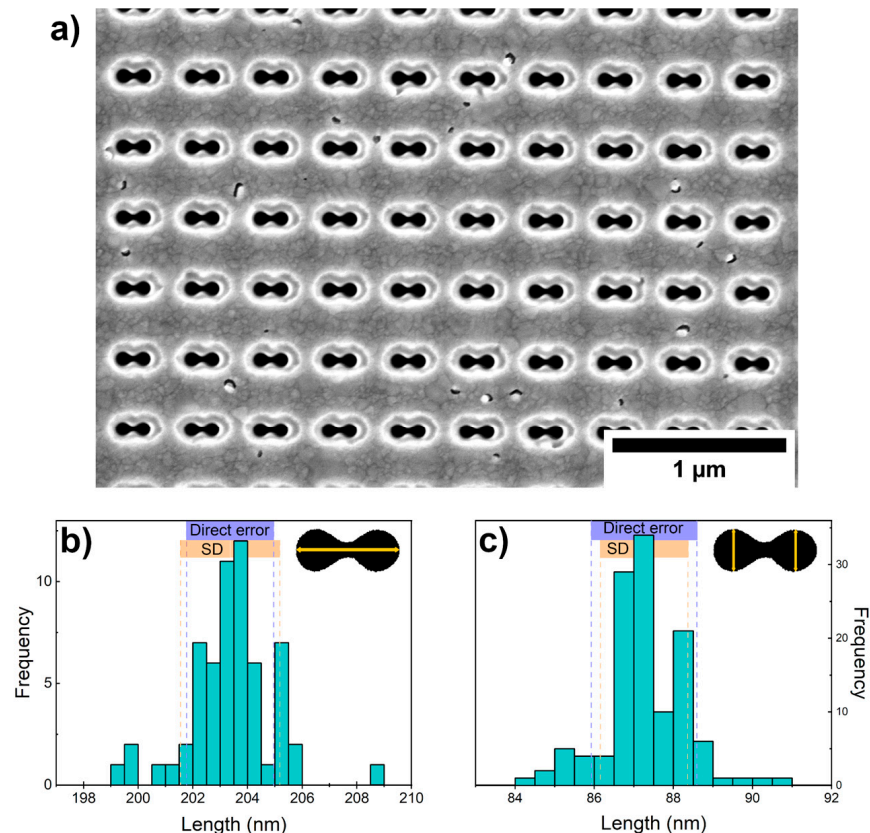 a)
1 µm
b)
Direct error
SD
Frequency
10
5
0
198 200 202 204 206 208 210
Length (nm)
c)
Direct error
SD
30
20
10
0
Frequency
84 86 88 90 92
Length (nm)